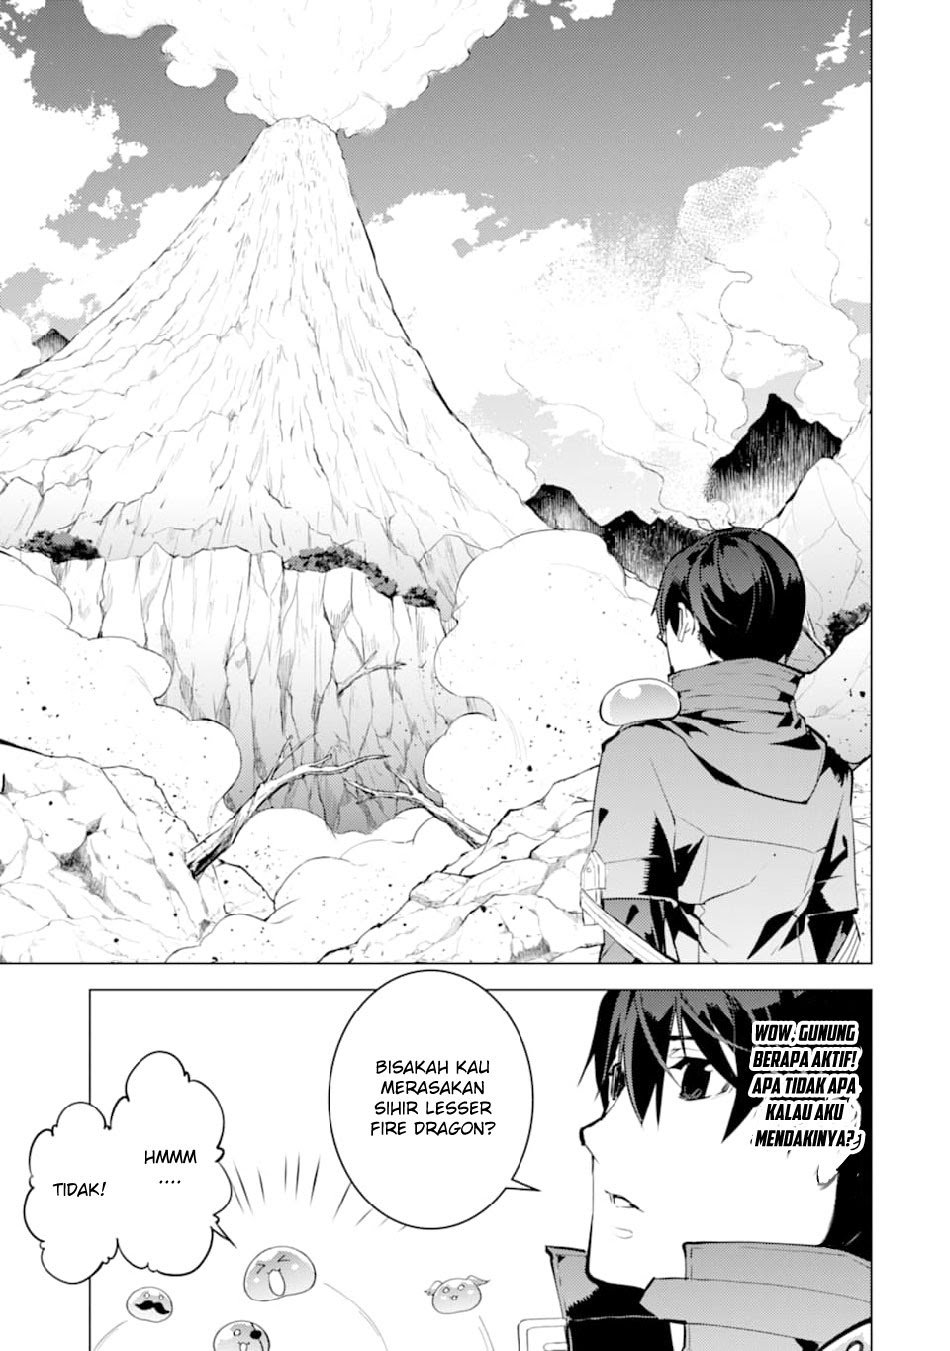 WOW, GUNUNG
BERAPA AKTIF!
APA TIDAK APA
KALAU AKU
MENDAKINYA?
BISAKAH KAU
MERASAKAN
SIHIR LESSER
FIRE DRAGON?
HMMM
....
TIDAK!